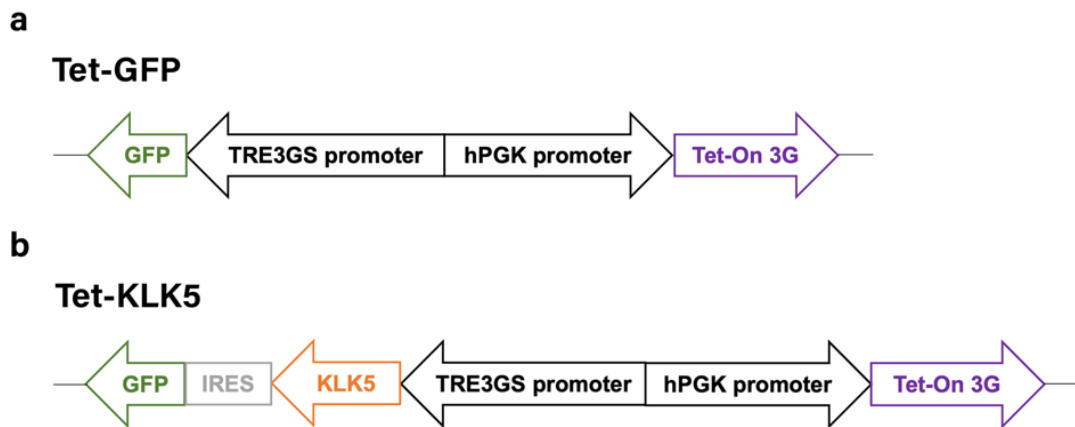 a
Tet-GFP
GFP TRE3GS promoter hPGK promoter Tet-On 3G
b
Tet-KLK5
GFP IRES KLK5 TRE3GS promoter hPGK promoter Tet-On 3G